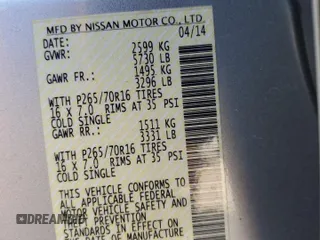 MFD BY NISSAN MOTOR CO., LTD.
DATE: 04/14
GVWR: 2599 KG
5730 LB
GAWR FR.: 1495 KG
3296 LB
WITH P265/70R16 TIRES
16 X 7.0 RIMS AT 35 PSI
COLD SINGLE
GAWR RR.: 1511 KG
3331 LB
WITH P265/70R16 TIRES
16 X 7.0 RIMS AT 35 PSI
COLD SINGLE
THIS VEHICLE CONFORMS TO
ALL APPLICABLE FEDERAL
MOTOR VEHICLE SAFETY AND
THEFT PREVENTION
STANDARDS IN EFFECT ON
DATE OF MANUFACTURE